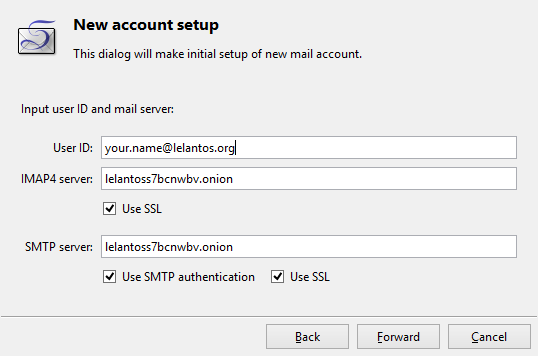 New account setup
This dialog will make initial setup of new mail account.
Input user ID and mail server:
User ID: your.name@lelantos.org
IMAP4 server: lelantoss7bcnwbv.onion
Use SSL
SMTP server: lelantoss7bcnwbv.onion
Use SMTP authentication Use SSL
Back Forward Cancel